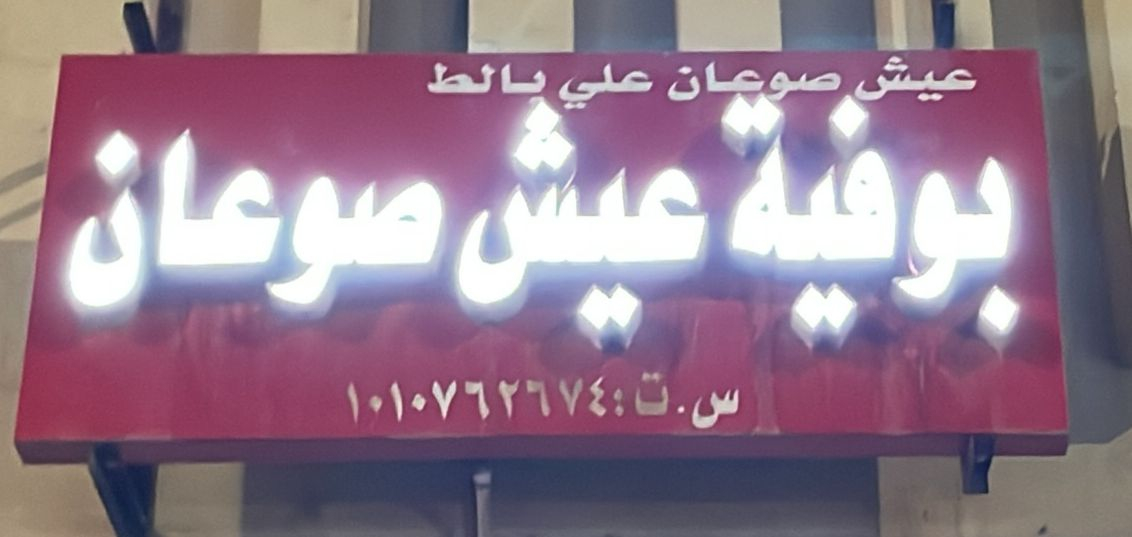 عيش صوعان علي بالط
بوفية عيش صوعان
س.ت: ١٠١٠٧٦٢٦٧٤